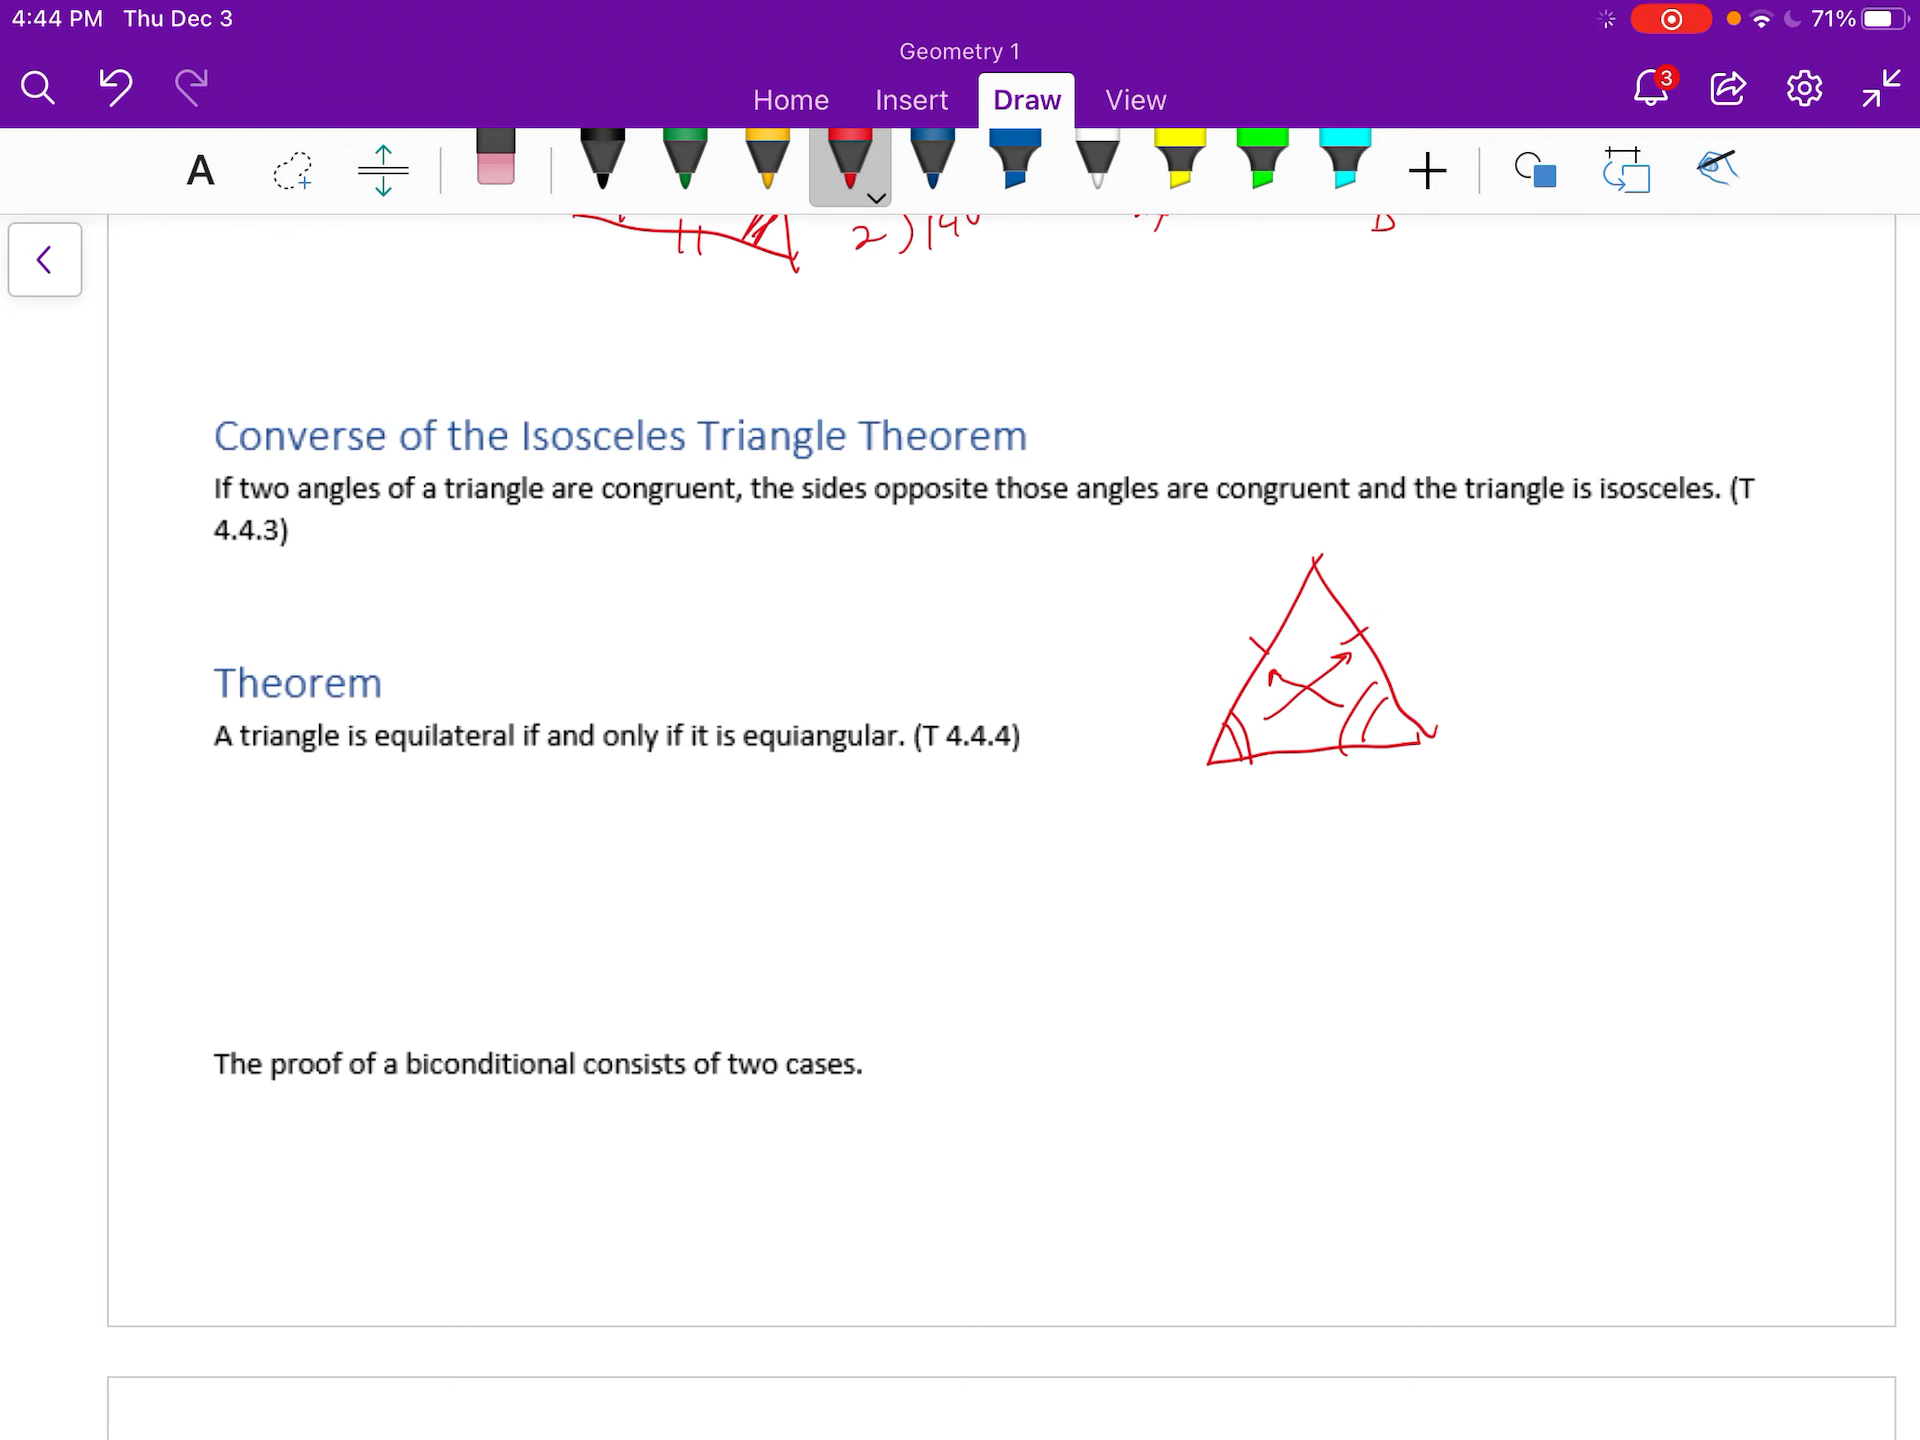 4:44 PM Thu Dec 3
71%
Geometry 1
Home Insert Draw View
3
A
2)140
Converse of the Isosceles Triangle Theorem
If two angles of a triangle are congruent, the sides opposite those angles are congruent and the triangle is isosceles. (T
4.4.3)
Theorem
A triangle is equilateral if and only if it is equiangular. (T 4.4.4)
The proof of a biconditional consists of two cases.